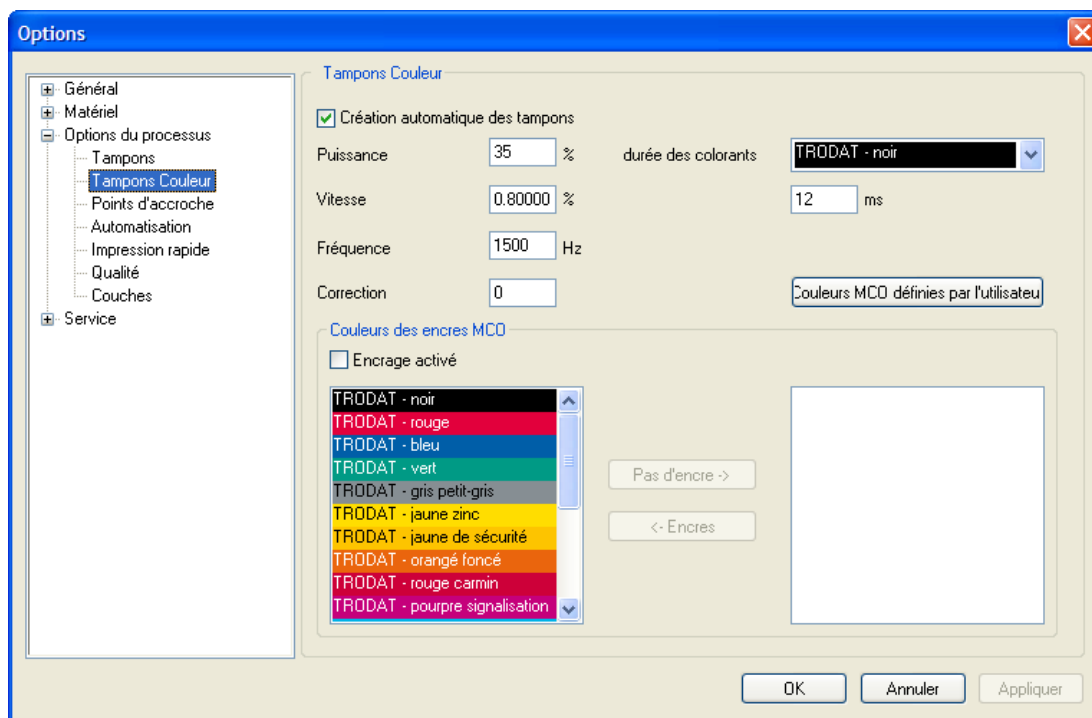 Options
Général
Matériel
Options du processus
Tampons
Tampons Couleur
Points d'accroche
Automatisation
Impression rapide
Qualité
Couches
Service
Tampons Couleur
Création automatique des tampons
Puissance 35 % durée des colorants TRODAT - noir
Vitesse 0.80000 % 12 ms
Fréquence 1500 Hz
Correction 0 Couleurs MCO définies par l'utilisateu
Couleurs des encres MCO
Encrage activé
TRODAT - noir
TRODAT - rouge
TRODAT - bleu
TRODAT - vert
TRODAT - gris petit-gris
TRODAT - jaune zinc
TRODAT - jaune de sécurité
TRODAT - orangé foncé
TRODAT - rouge carmin
TRODAT - pourpre signalisation
Pas d'encre ->
<- Encres
OK Annuler Appliquer